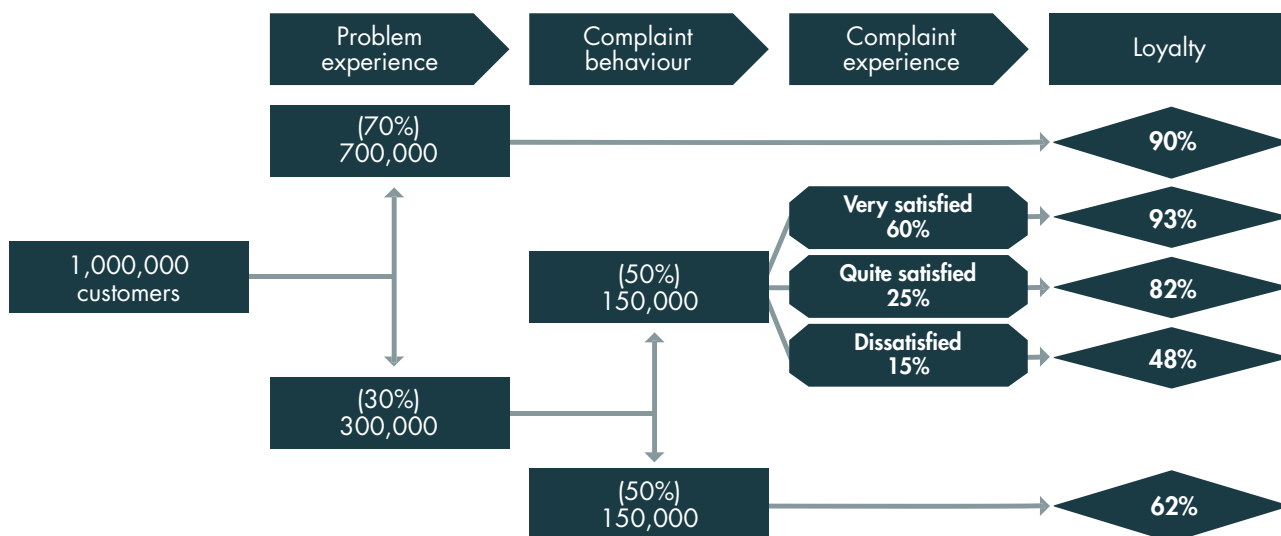 Problem
experience
Complaint
behaviour
Complaint
experience
Loyalty
(70%)
700,000
90%
Very satisfied
60%
93%
1,000,000
customers
(50%)
150,000
Quite satisfied
25%
82%
Dissatisfied
15%
48%
(30%)
300,000
(50%)
150,000
62%